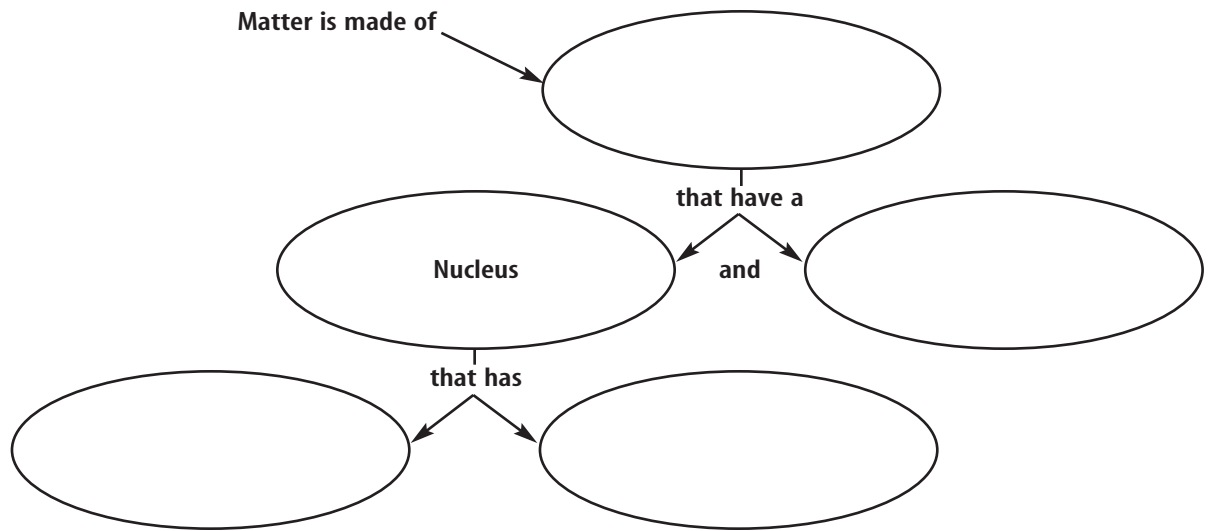 Matter is made of
that have a
Nucleus
and
that has